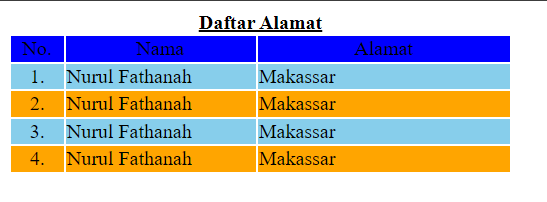 Daftar Alamat
No. Nama Alamat
1. Nurul Fathanah Makassar
2. Nurul Fathanah Makassar
3. Nurul Fathanah Makassar
4. Nurul Fathanah Makassar